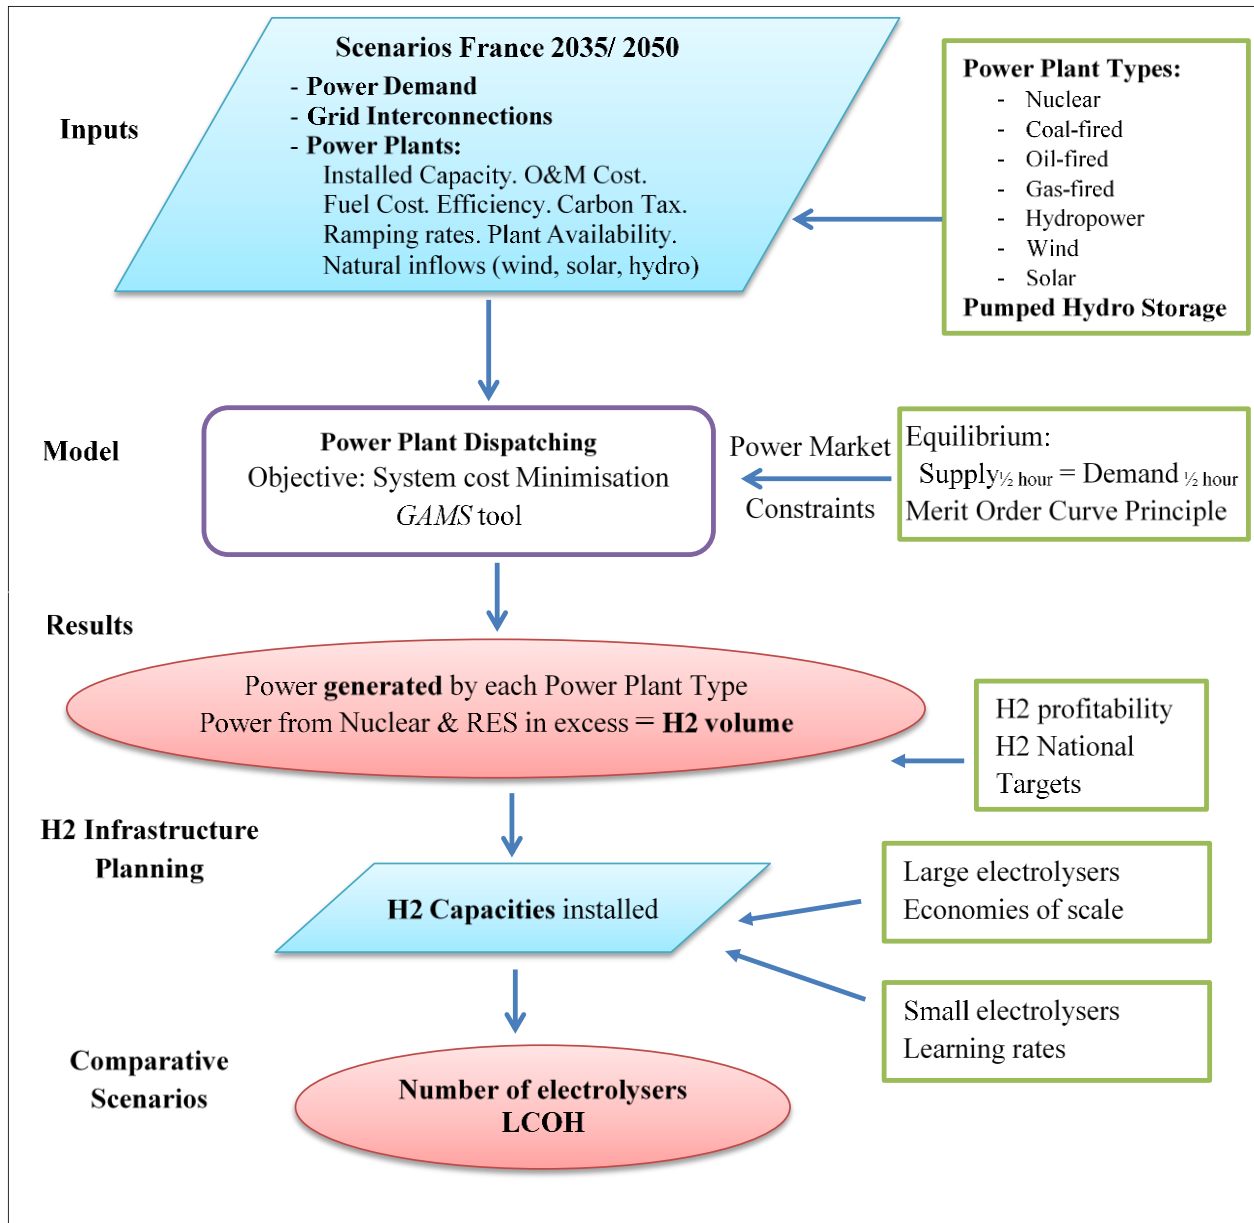 Inputs
Scenarios France 2035/ 2050
- Power Demand
- Grid Interconnections
- Power Plants:
Installed Capacity. O&M Cost.
Fuel Cost. Efficiency. Carbon Tax.
Ramping rates. Plant Availability.
Natural inflows (wind, solar, hydro)
Power Plant Types:
- Nuclear
- Coal-fired
- Oil-fired
- Gas-fired
- Hydropower
- Wind
- Solar
Pumped Hydro Storage
Model
Power Plant Dispatching
Objective: System cost Minimisation
GAMS tool
Power Market
Constraints
Equilibrium:
Supply½ hour = Demand ½ hour
Merit Order Curve Principle
Results
Power generated by each Power Plant Type
Power from Nuclear & RES in excess = H2 volume
H2 profitability
H2 National
Targets
H2 Infrastructure
Planning
H2 Capacities installed
Large electrolysers
Economies of scale
Small electrolysers
Learning rates
Comparative
Scenarios
Number of electrolysers
LCOH